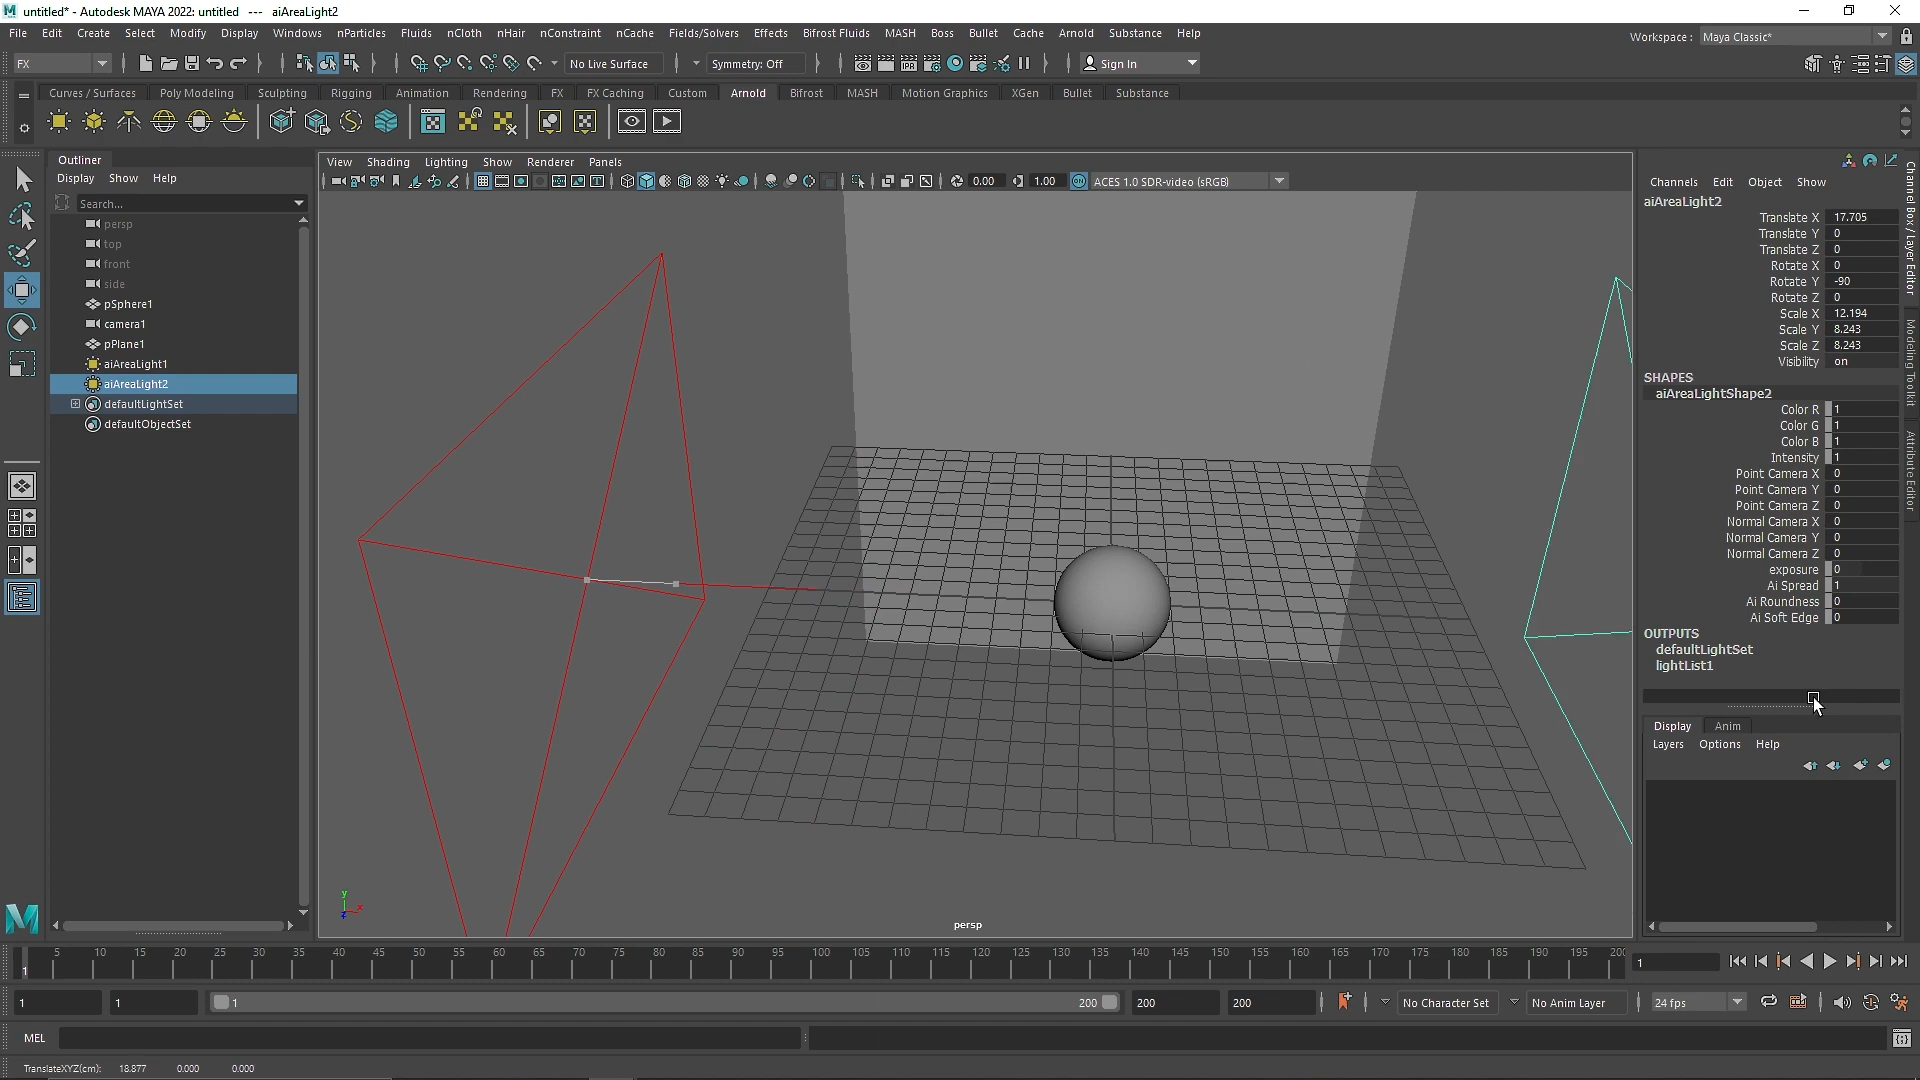 untitled* - Autodesk MAYA 2022: untitled --- aiAreaLight2
File Edit Create Select Modify Display Windows nParticles Fluids nCloth nHair nConstraint nCache Fields/Solvers Effects Bifrost Fluids MASH Boss Bullet Cache Arnold Substance Help
Workspace : Maya Classic*
FX No Live Surface Symmetry: Off Sign In
Curves / Surfaces Poly Modeling Sculpting Rigging Animation Rendering FX FX Caching Custom Arnold Bifrost MASH Motion Graphics XGen Bullet Substance
Outliner
Display Show Help
Search...
persp
top
front
side
pSphere1
camera1
pPlane1
aiAreaLight1
aiAreaLight2
defaultLightSet
defaultObjectSet
View Shading Lighting Show Renderer Panels
IPR
0.00 1.00 ON ACES 1.0 SDR-video (sRGB)
y
x
z
persp
Channels Edit Object Show
aiAreaLight2
Translate X 17.705
Translate Y 0
Translate Z 0
Rotate X 0
Rotate Y -90
Rotate Z 0
Scale X 12.194
Scale Y 8.243
Scale Z 8.243
Visibility on
SHAPES
aiAreaLightShape2
Color R 1
Color G 1
Color B 1
Intensity 1
Point Camera X 0
Point Camera Y 0
Point Camera Z 0
Normal Camera X 0
Normal Camera Y 0
Normal Camera Z 0
exposure 0
Ai Spread 1
Ai Roundness 0
Ai Soft Edge 0
OUTPUTS
defaultLightSet
lightList1
Display Anim
Layers Options Help
Channel Box / Layer Editor
Modeling Toolkit
Attribute Editor
M
1 5 10 15 20 25 30 35 40 45 50 55 60 65 70 75 80 85 90 95 100 105 110 115 120 125 130 135 140 145 150 155 160 165 170 175 180 185 190 195 200
1
1 1 1 200 200 200 No Character Set No Anim Layer 24 fps
MEL
TranslateXYZ(cm): 18.877 0.000 0.000